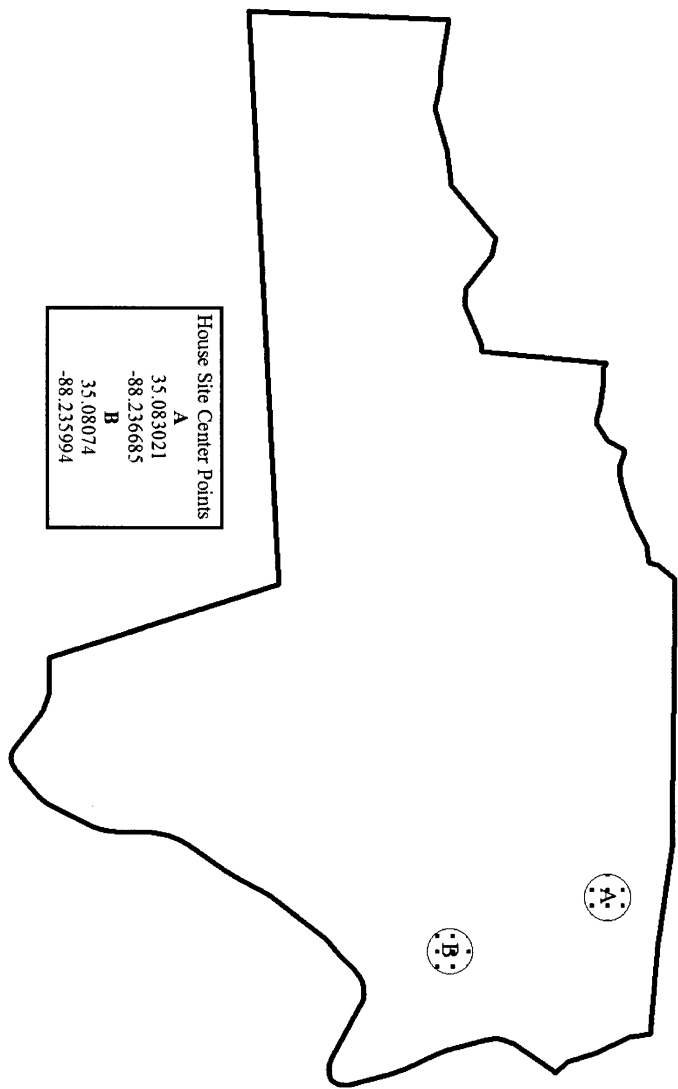 House Site Center Points
A
35.083021
-88.236685
B
35.08074
-88.235994
A
B